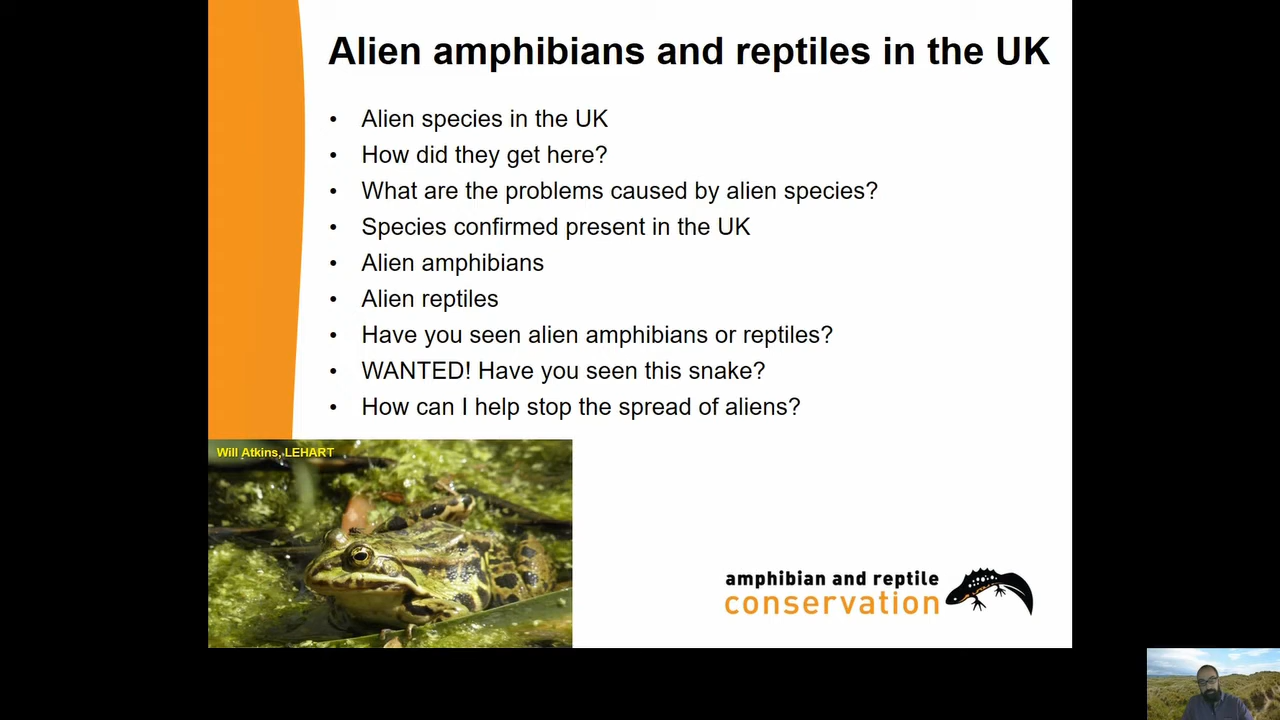 Alien amphibians and reptiles in the UK
• Alien species in the UK
• How did they get here?
• What are the problems caused by alien species?
• Species confirmed present in the UK
• Alien amphibians
• Alien reptiles
• Have you seen alien amphibians or reptiles?
• WANTED! Have you seen this snake?
• How can I help stop the spread of aliens?
Will Atkins, LEHART
amphibian and reptile
conservation